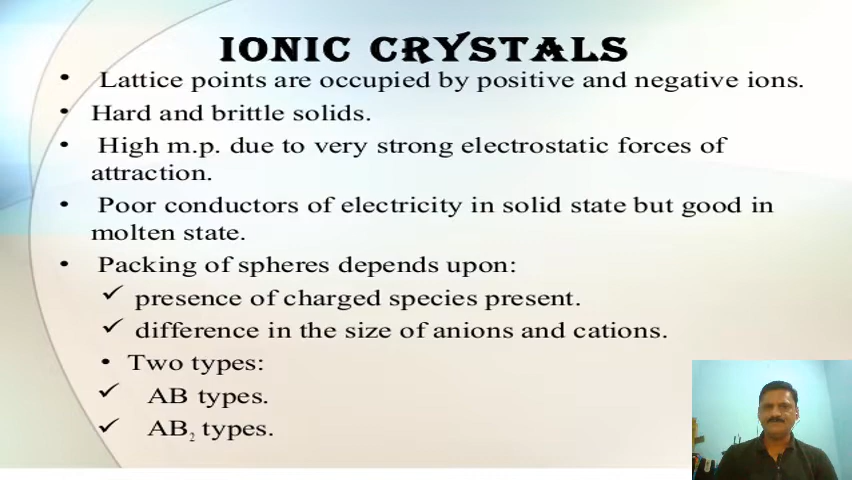 IONIC CRYSTALS
• Lattice points are occupied by positive and negative ions.
• Hard and brittle solids.
• High m.p. due to very strong electrostatic forces of
attraction.
• Poor conductors of electricity in solid state but good in
molten state.
• Packing of spheres depends upon:
✓ presence of charged species present.
✓ difference in the size of anions and cations.
• Two types:
✓ AB types.
✓ AB₂ types.